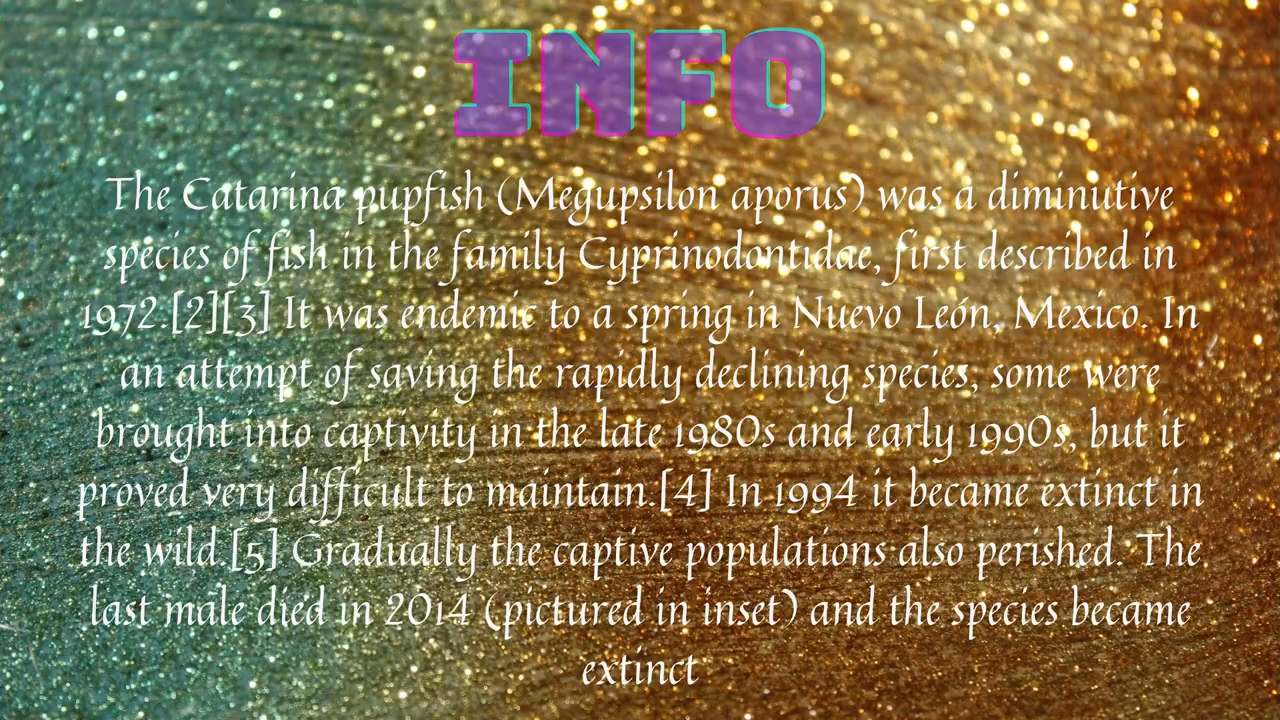 INFO
The Catarina pupfish (Megupsilon aporus) was a diminutive
species of fish in the family Cyprinodontidae, first described in
1972.[2][3] It was endemic to a spring in Nuevo León, Mexico. In
an attempt of saving the rapidly declining species, some were
brought into captivity in the late 1980s and early 1990s, but it
proved very difficult to maintain.[4] In 1994 it became extinct in
the wild.[5] Gradually the captive populations also perished. The
last male died in 2014 (pictured in inset) and the species became
extinct